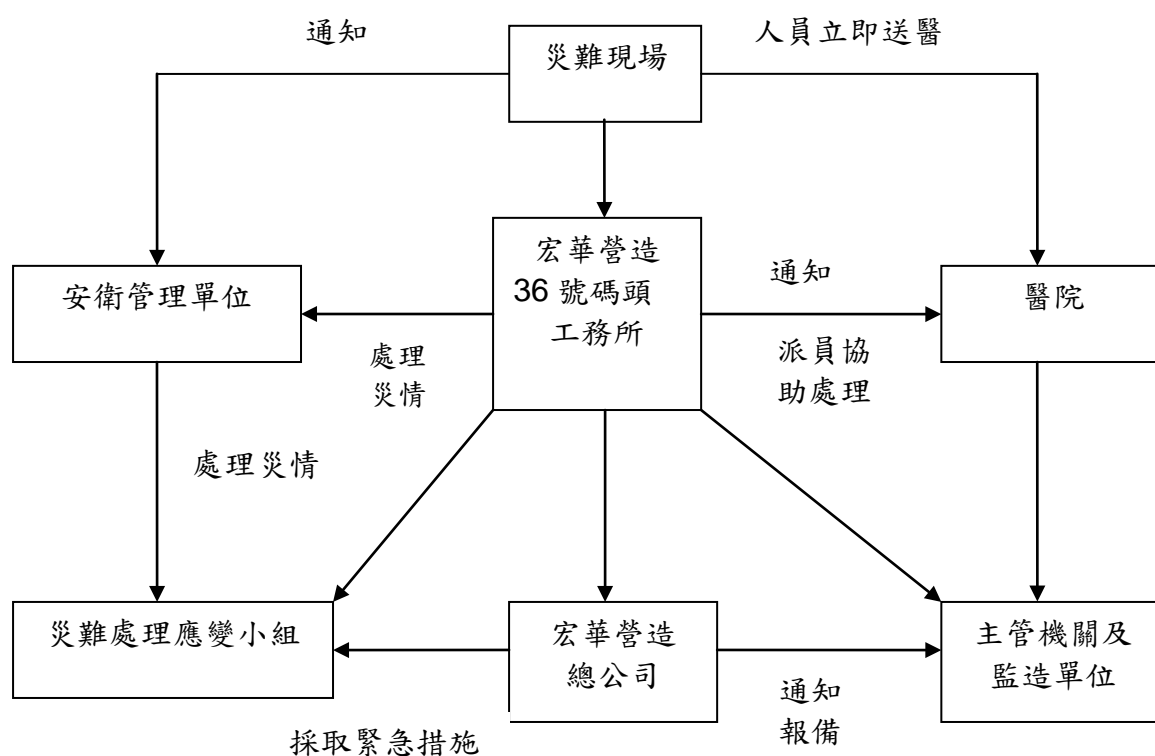 通知
災難現場
人員立即送醫
宏華營造
36 號碼頭
工務所
安衛管理單位
通知
醫院
處理
災情
派員協
助處理
處理災情
災難處理應變小組
宏華營造
總公司
主管機關及
監造單位
通知
報備
採取緊急措施